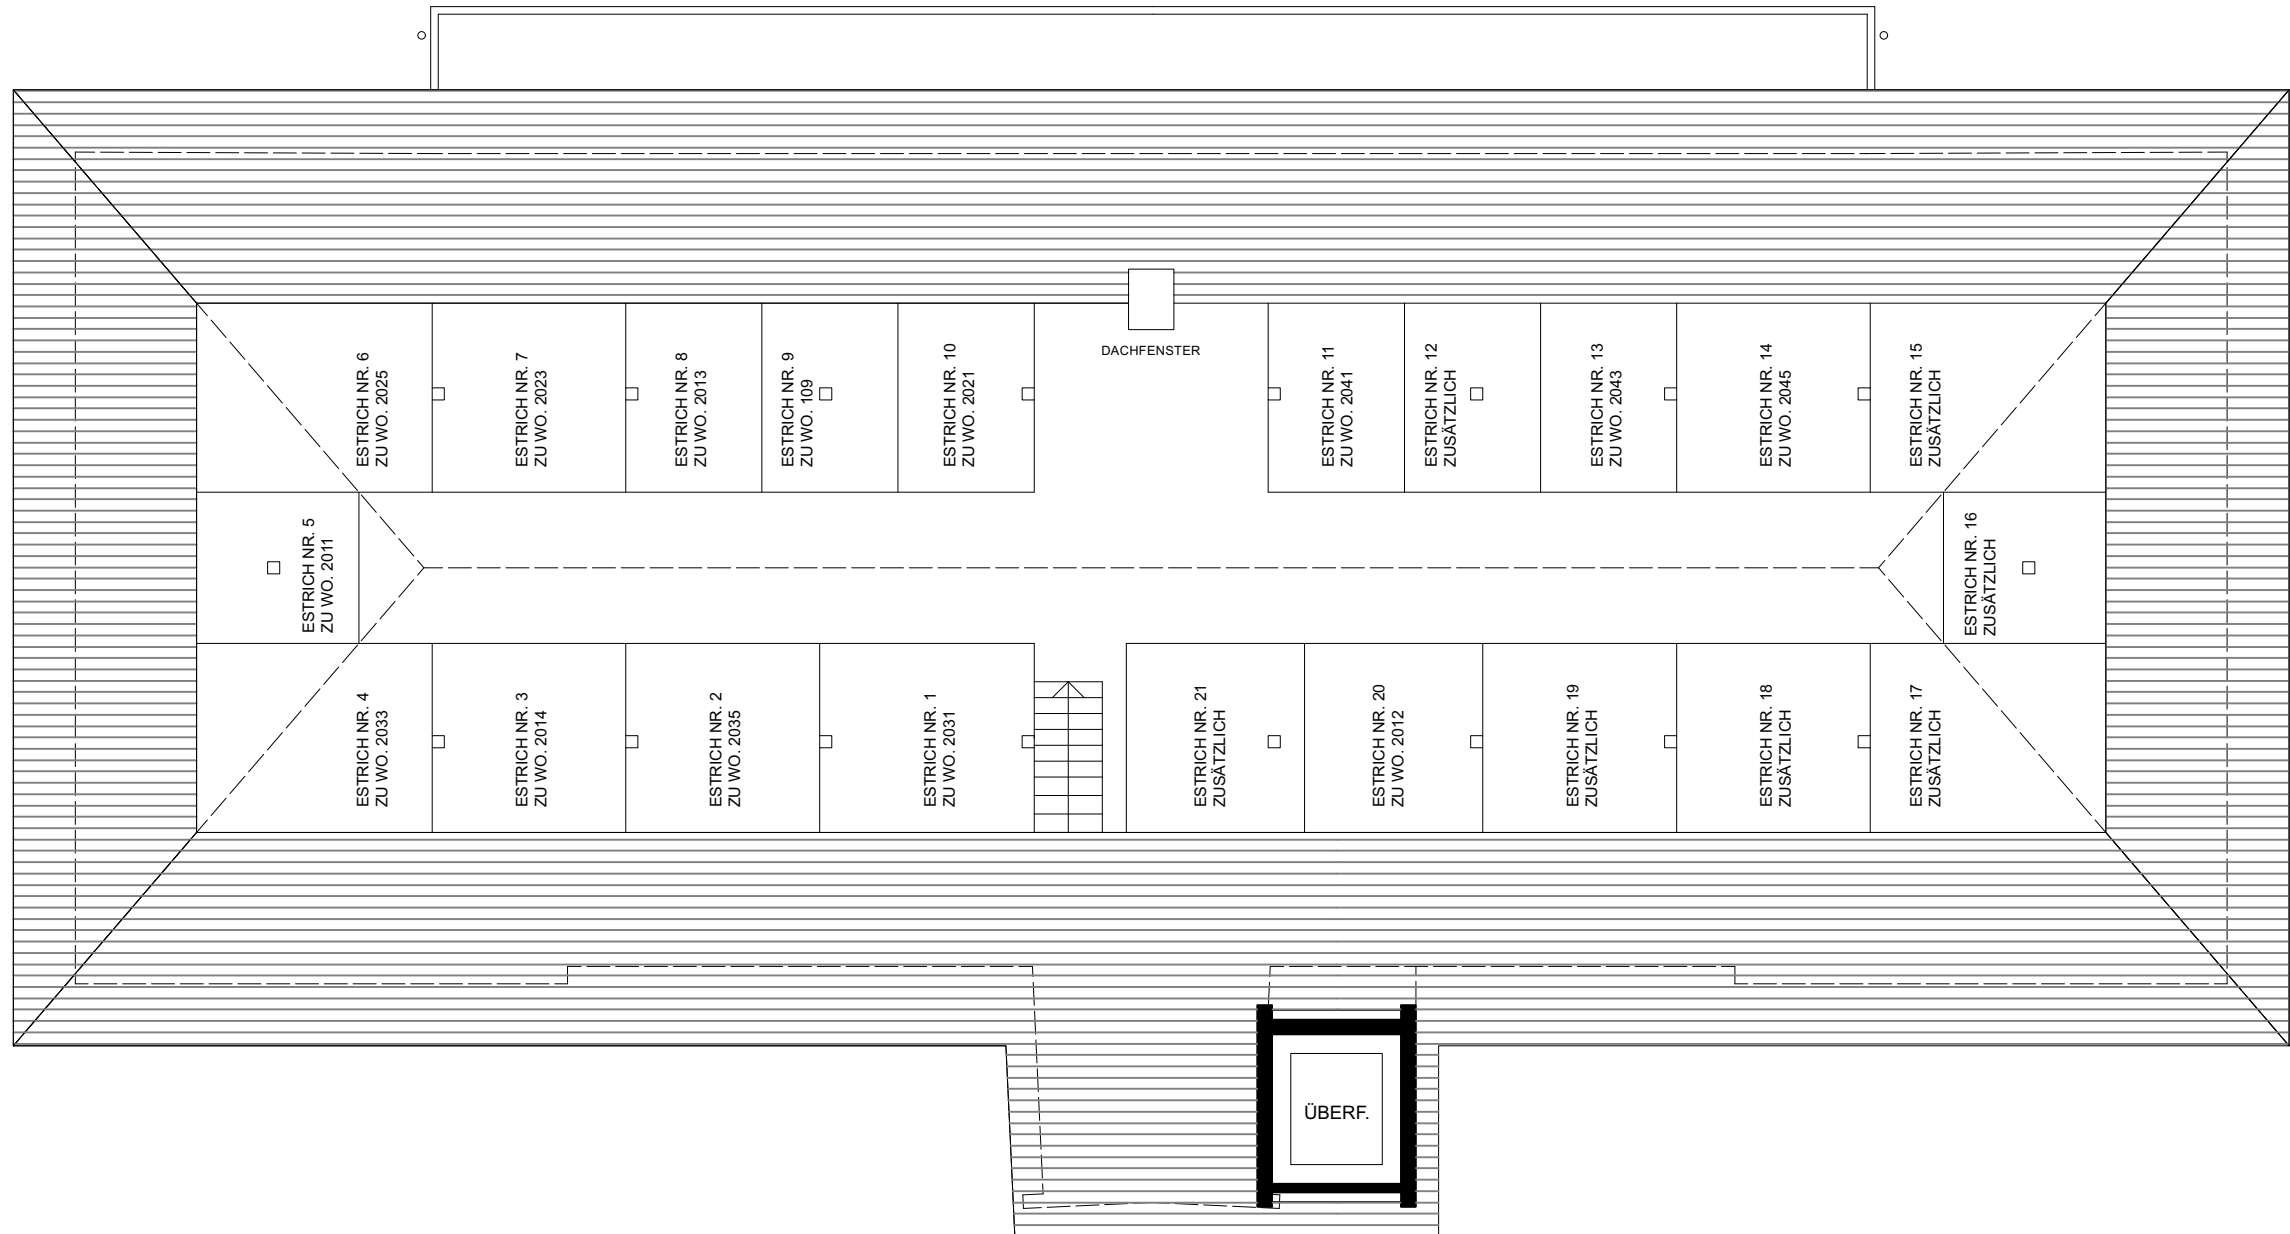 ESTRICH NR. 6
ZU WO. 2025
ESTRICH NR. 7
ZU WO. 2023
ESTRICH NR. 8
ZU WO. 2013
ESTRICH NR. 9
ZU WO. 109
ESTRICH NR. 10
ZU WO. 2021
DACHFENSTER
ESTRICH NR. 11
ZU WO. 2041
ESTRICH NR. 12
ZUSÄTZLICH
ESTRICH NR. 13
ZU WO. 2043
ESTRICH NR. 14
ZU WO. 2045
ESTRICH NR. 15
ZUSÄTZLICH
ESTRICH NR. 5
ZU WO. 2011
ESTRICH NR. 16
ZUSÄTZLICH
ESTRICH NR. 4
ZU WO. 2033
ESTRICH NR. 3
ZU WO. 2014
ESTRICH NR. 2
ZU WO. 2035
ESTRICH NR. 1
ZU WO. 2031
ESTRICH NR. 21
ZUSÄTZLICH
ESTRICH NR. 20
ZU WO. 2012
ESTRICH NR. 19
ZUSÄTZLICH
ESTRICH NR. 18
ZUSÄTZLICH
ESTRICH NR. 17
ZUSÄTZLICH
ÜBERF.